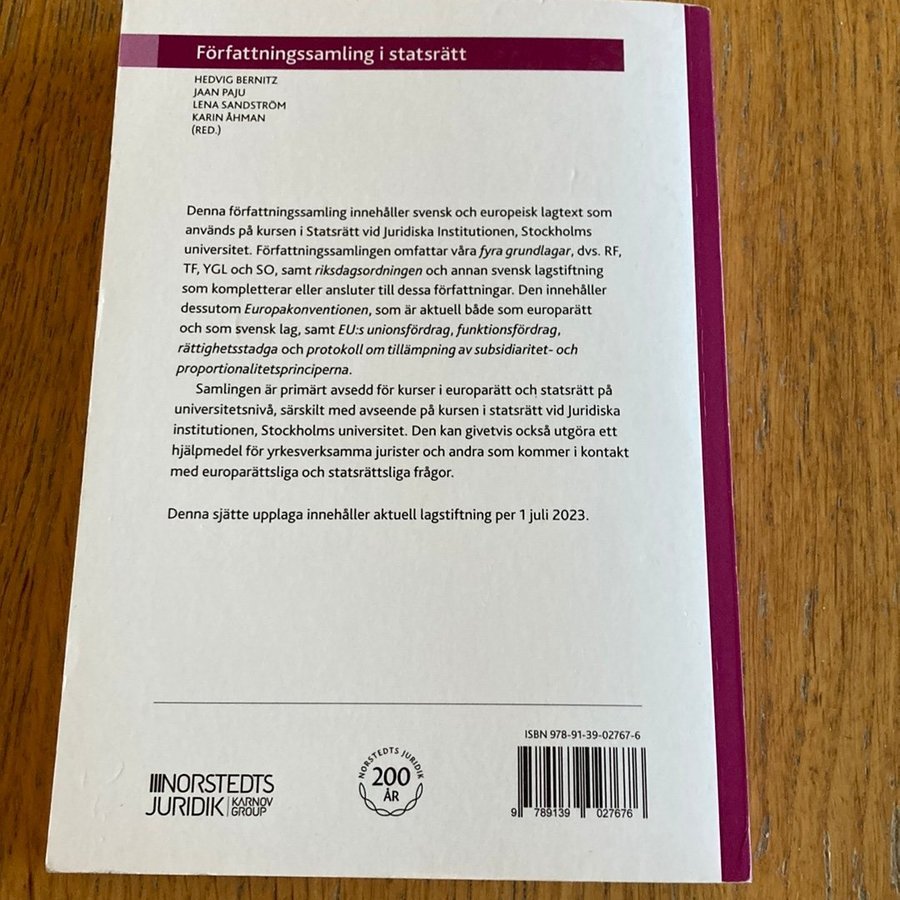 Författningssamling i statsrätt
HEDVIG BERNITZ
JAAN PAJU
LENA SANDSTRÖM
KARIN ÅHMAN
(RED.)
Denna författningssamling innehåller svensk och europeisk lagtext som
används på kursen i Statsrätt vid Juridiska Institutionen, Stockholms
universitet. Författningssamlingen omfattar våra fyra grundlagar, dvs. RF,
TF, YGL och SO, samt riksdagsordningen och annan svensk lagstiftning
som kompletterar eller ansluter till dessa författningar. Den innehåller
dessutom Europakonventionen, som är aktuell både som europarätt
och som svensk lag, samt EU:s unionsfördrag, funktionsfördrag,
rättighetsstadga och protokoll om tillämpning av subsidiaritet- och
proportionalitetsprinciperna.
Samlingen är primärt avsedd för kurser i europarätt och statsrätt på
universitetsnivå, särskilt med avseende på kursen i statsrätt vid Juridiska
institutionen, Stockholms universitet. Den kan givetvis också utgöra ett
hjälpmedel för yrkesverksamma jurister och andra som kommer i kontakt
med europarättsliga och statsrättsliga frågor.
Denna sjätte upplaga innehåller aktuell lagstiftning per 1 juli 2023.
ISBN 978-91-39-02767-6
NORSTEDTS
JURIDIK
KARNOV
GROUP
NORSTEDTS JURIDIK
200
ÅR
9 789139 027676